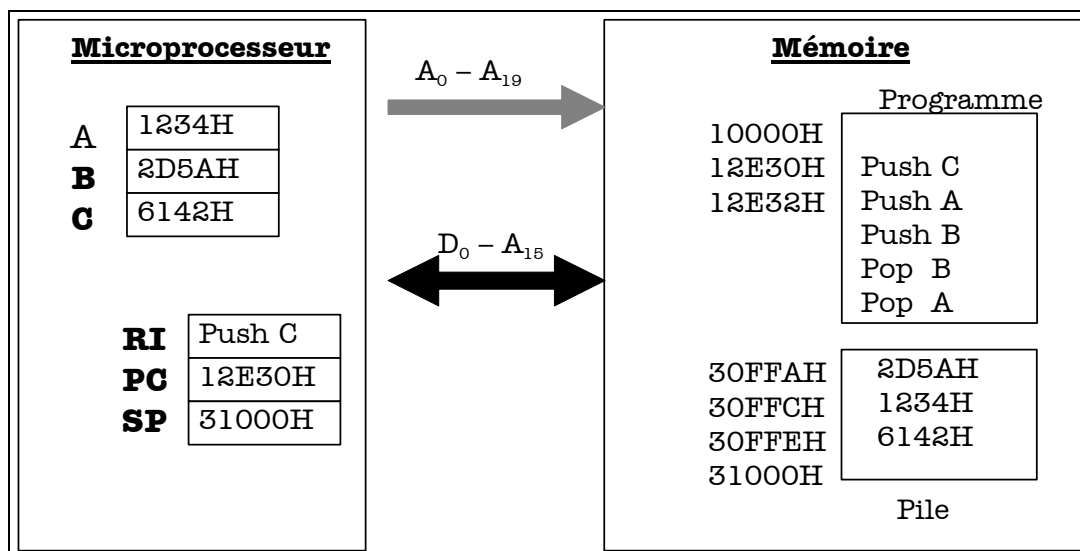 Microprocesseur
A 1234H
B 2D5AH
C 6142H
RI Push C
PC 12E30H
SP 31000H
A0 – A19
D0 – A15
Mémoire
Programme
10000H
12E30H Push C
12E32H Push A
Push B
Pop B
Pop A
30FFAH 2D5AH
30FFCH 1234H
30FFEH 6142H
31000H
Pile